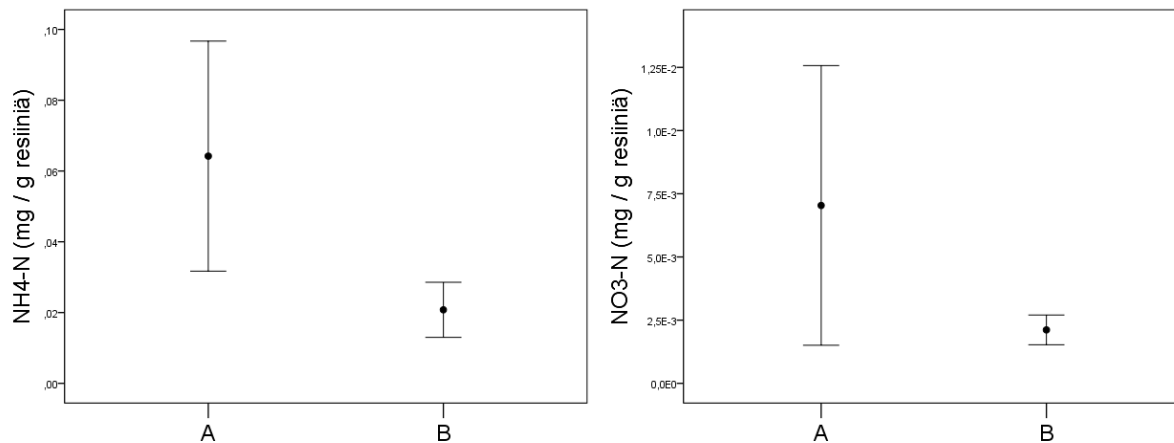 NH4-N (mg / g resiiniä)
,10
,08
,06
,04
,02
,00
A B
NO3-N (mg / g resiiniä)
1,25E-2
1,0E-2
7,5E-3
5,0E-3
2,5E-3
0,0E0
A B